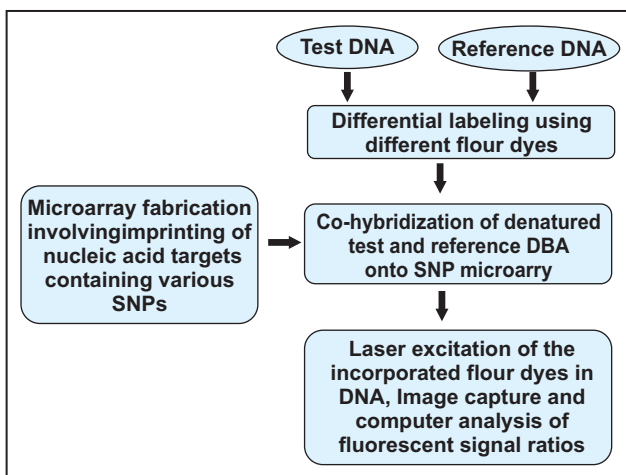 Test DNA
Reference DNA
Differential labeling using
different flour dyes
Microarray fabrication
involvingimprinting of
nucleic acid targets
containing various
SNPs
Co-hybridization of denatured
test and reference DBA
onto SNP microarry
Laser excitation of the
incorporated flour dyes in
DNA, Image capture and
computer analysis of
fluorescent signal ratios